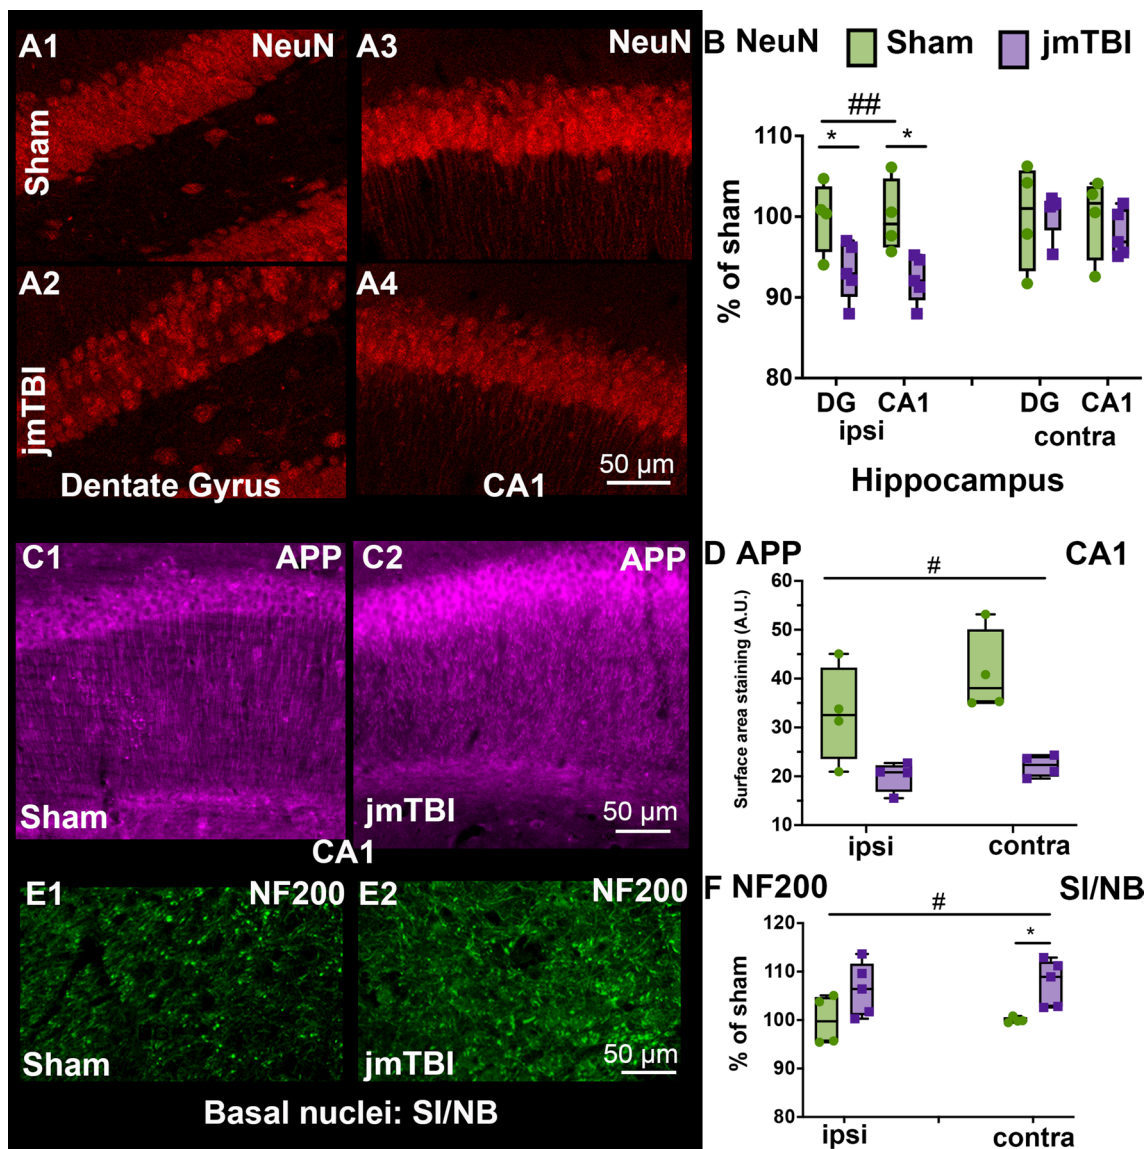 A1 NeuN
Sham
A3 NeuN
A2
jmTBI
Dentate Gyrus
A4
50 µm
CA1
B NeuN Sham jmTBI
##
* *
110
100
90
80
% of sham
DG CA1 DG CA1
ipsi contra
Hippocampus
C1 APP
Sham
C2 APP
jmTBI
50 µm
CA1
D APP CA1
#
60
50
40
30
20
10
Surface area staining (A.U.)
ipsi contra
E1 NF200
Sham
E2 NF200
jmTBI
50 µm
Basal nuclei: SI/NB
F NF200 SI/NB
#
*
120
110
100
90
80
% of sham
ipsi contra